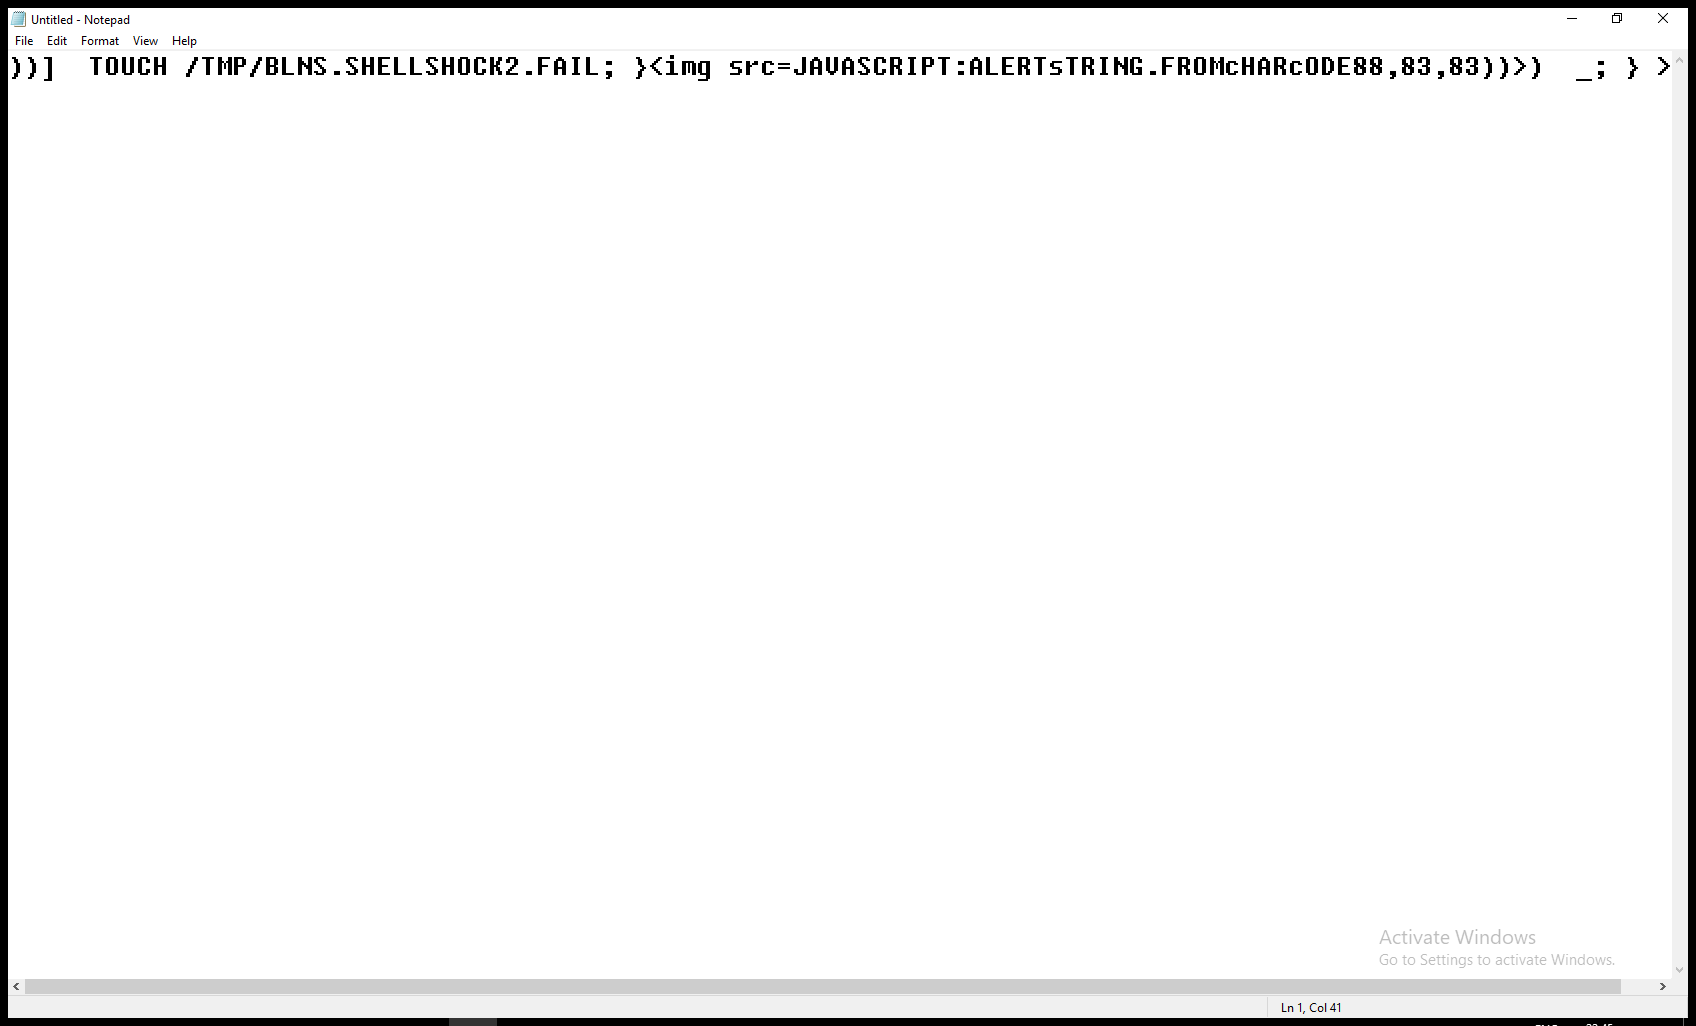 Untitled - Notepad
File Edit Format View Help
))]  TOUCH /TMP/BLNS.SHELLSHOCK2.FAIL; }<img src=JAVASCRIPT:ALERTsTRING.FROMcHARcODE88,83,83))>)  _; } >
Activate Windows
Go to Settings to activate Windows.
Ln 1, Col 41